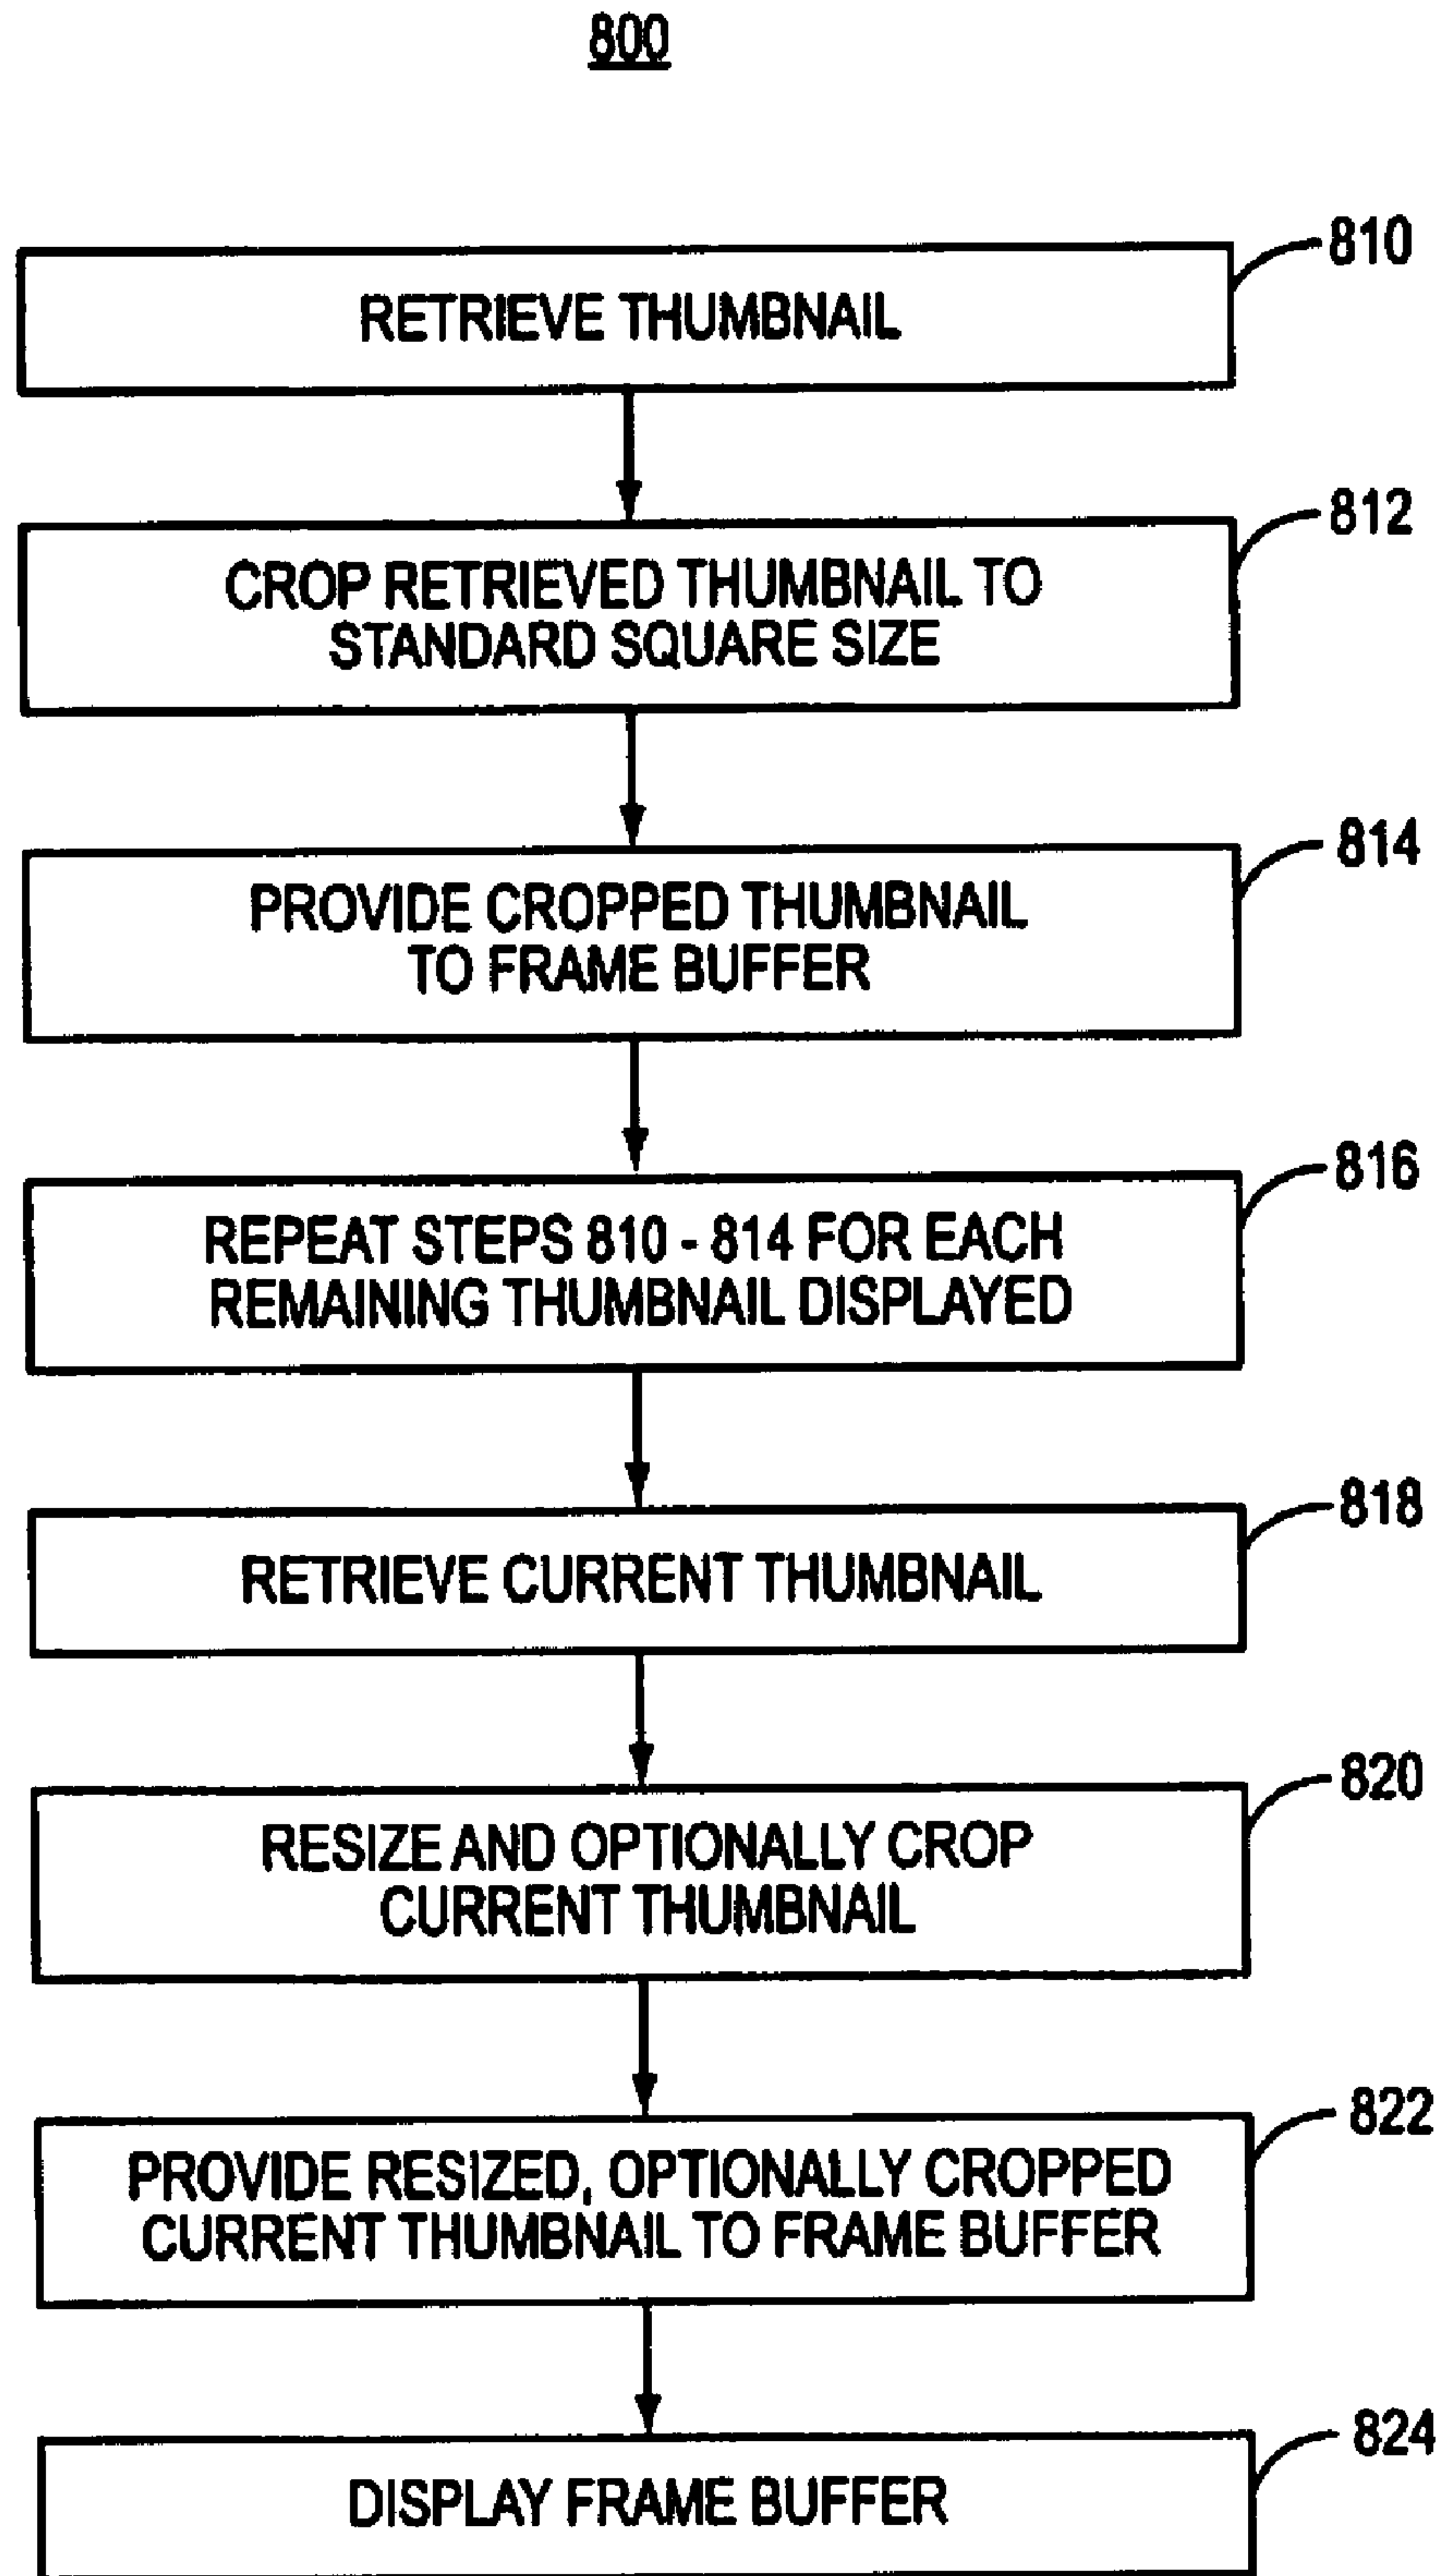 800
810
RETRIEVE THUMBNAIL
812
CROP RETRIEVED THUMBNAIL TO
STANDARD SQUARE SIZE
814
PROVIDE CROPPED THUMBNAIL
TO FRAME BUFFER
816
REPEAT STEPS 810 - 814 FOR EACH
REMAINING THUMBNAIL DISPLAYED
818
RETRIEVE CURRENT THUMBNAIL
820
RESIZE AND OPTIONALLY CROP
CURRENT THUMBNAIL
822
PROVIDE RESIZED, OPTIONALLY CROPPED
CURRENT THUMBNAIL TO FRAME BUFFER
824
DISPLAY FRAME BUFFER